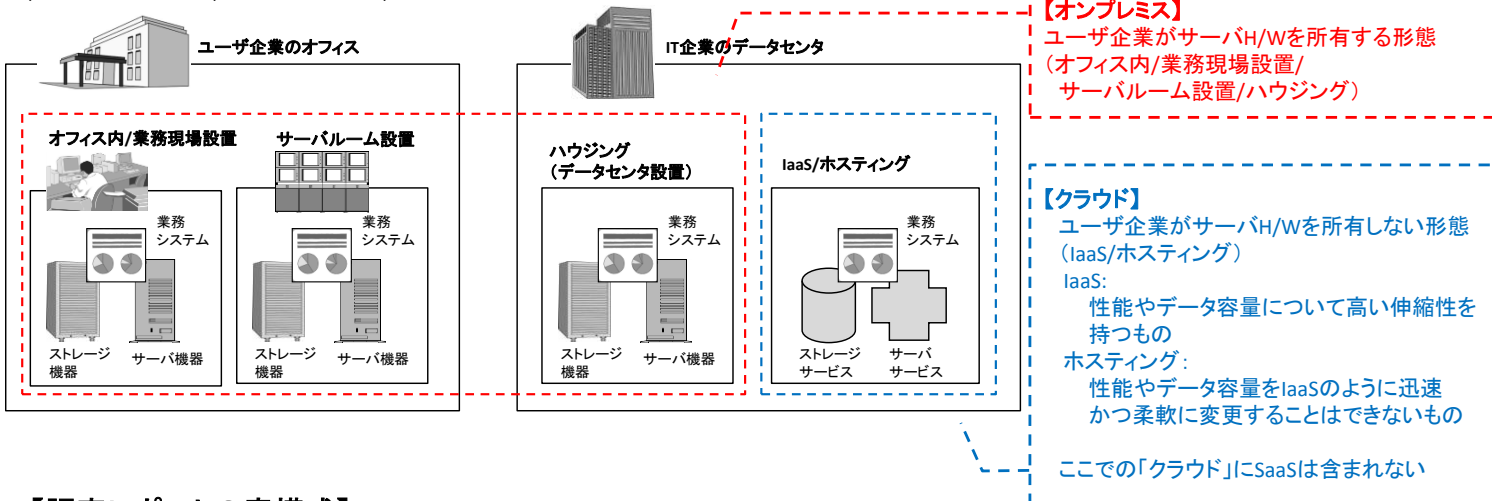 ユーザ企業のオフィス
IT企業のデータセンタ
オフィス内/業務現場設置
サーバルーム設置
ハウジング
（データセンタ設置）
IaaS/ホスティング
業務
システム
ストレージ
機器
サーバ機器
業務
システム
ストレージ
機器
サーバ機器
業務
システム
ストレージ
機器
サーバ機器
業務
システム
ストレージ
サービス
サーバ
サービス
【オンプレミス】
ユーザ企業がサーバH/Wを所有する形態
（オフィス内/業務現場設置/
サーバルーム設置/ハウジング）
【クラウド】
ユーザ企業がサーバH/Wを所有しない形態
（IaaS/ホスティング）
IaaS:
性能やデータ容量について高い伸縮性を
持つもの
ホスティング:
性能やデータ容量をIaaSのように迅速
かつ柔軟に変更することはできないもの
ここでの「クラウド」にSaaSは含まれない